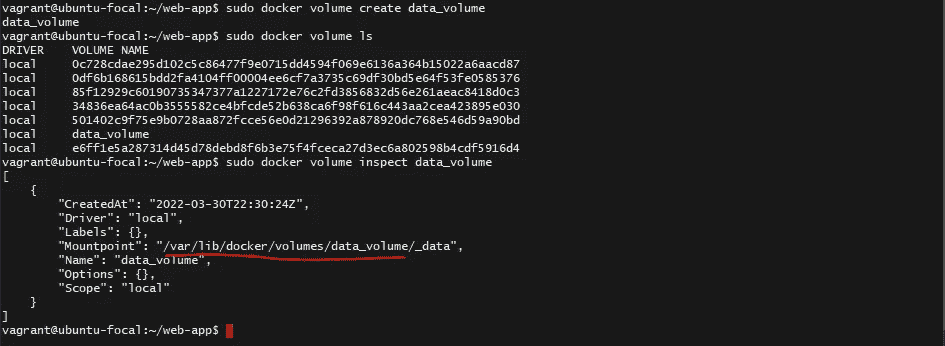 vagrant@ubuntu-focal:~/web-app$ sudo docker volume create data_volume
data_volume
vagrant@ubuntu-focal:~/web-app$ sudo docker volume ls
DRIVER    VOLUME NAME
local     0c728cdae295d102c5c86477f9e0715dd4594f069e6136a364b15022a6aacd87
local     0df6b168615bdd2fa4104ff00004ee6cf7a3735c69df30bd5e64f53fe0585376
local     85f12929c60190735347377a1227172e76c2fd3856832d56e261aeac8418d0c3
local     34836ea64ac0b3555582ce4bfcde52b638ca6f98f616c443aa2cea423895e030
local     501402c9f75e9b0728aa872fcce56e0d21296392a878920dc768e546d59a90bd
local     data_volume
local     e6ff1e5a287314d45d78debd8f6b3e75f4fceca27d3ec6a802598b4cdf5916d4
vagrant@ubuntu-focal:~/web-app$ sudo docker volume inspect data_volume
[
    {
        "CreatedAt": "2022-03-30T22:30:24Z",
        "Driver": "local",
        "Labels": {},
        "Mountpoint": "/var/lib/docker/volumes/data_volume/_data",
        "Name": "data_volume",
        "Options": {},
        "Scope": "local"
    }
]
vagrant@ubuntu-focal:~/web-app$